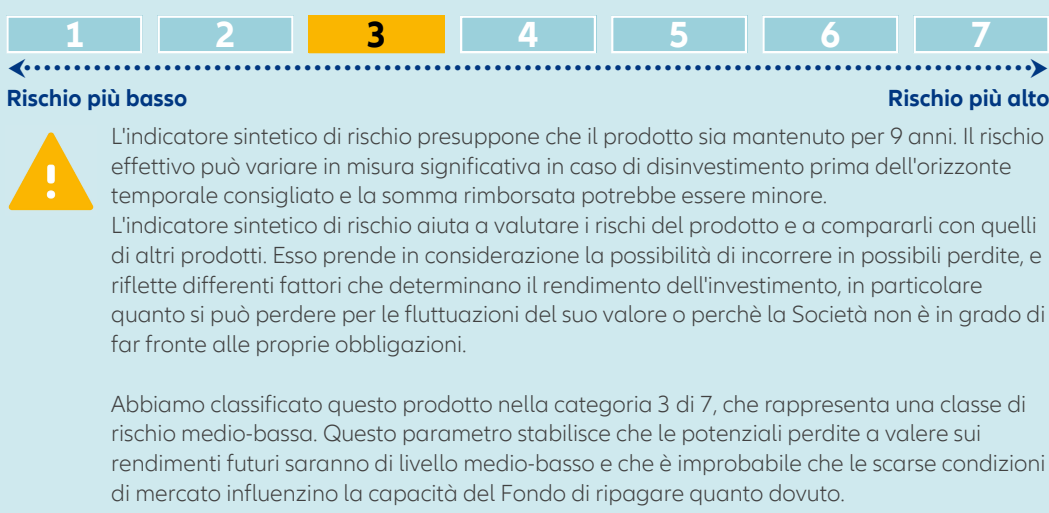 1 2 3 4 5 6 7
Rischio più basso Rischio più alto
L'indicatore sintetico di rischio presuppone che il prodotto sia mantenuto per 9 anni. Il rischio
effettivo può variare in misura significativa in caso di disinvestimento prima dell'orizzonte
temporale consigliato e la somma rimborsata potrebbe essere minore.
L'indicatore sintetico di rischio aiuta a valutare i rischi del prodotto e a compararli con quelli
di altri prodotti. Esso prende in considerazione la possibilità di incorrere in possibili perdite, e
riflette differenti fattori che determinano il rendimento dell'investimento, in particolare
quanto si può perdere per le fluttuazioni del suo valore o perchè la Società non è in grado di
far fronte alle proprie obbligazioni.
Abbiamo classificato questo prodotto nella categoria 3 di 7, che rappresenta una classe di
rischio medio-bassa. Questo parametro stabilisce che le potenziali perdite a valere sui
rendimenti futuri saranno di livello medio-basso e che è improbabile che le scarse condizioni
di mercato influenzino la capacità del Fondo di ripagare quanto dovuto.